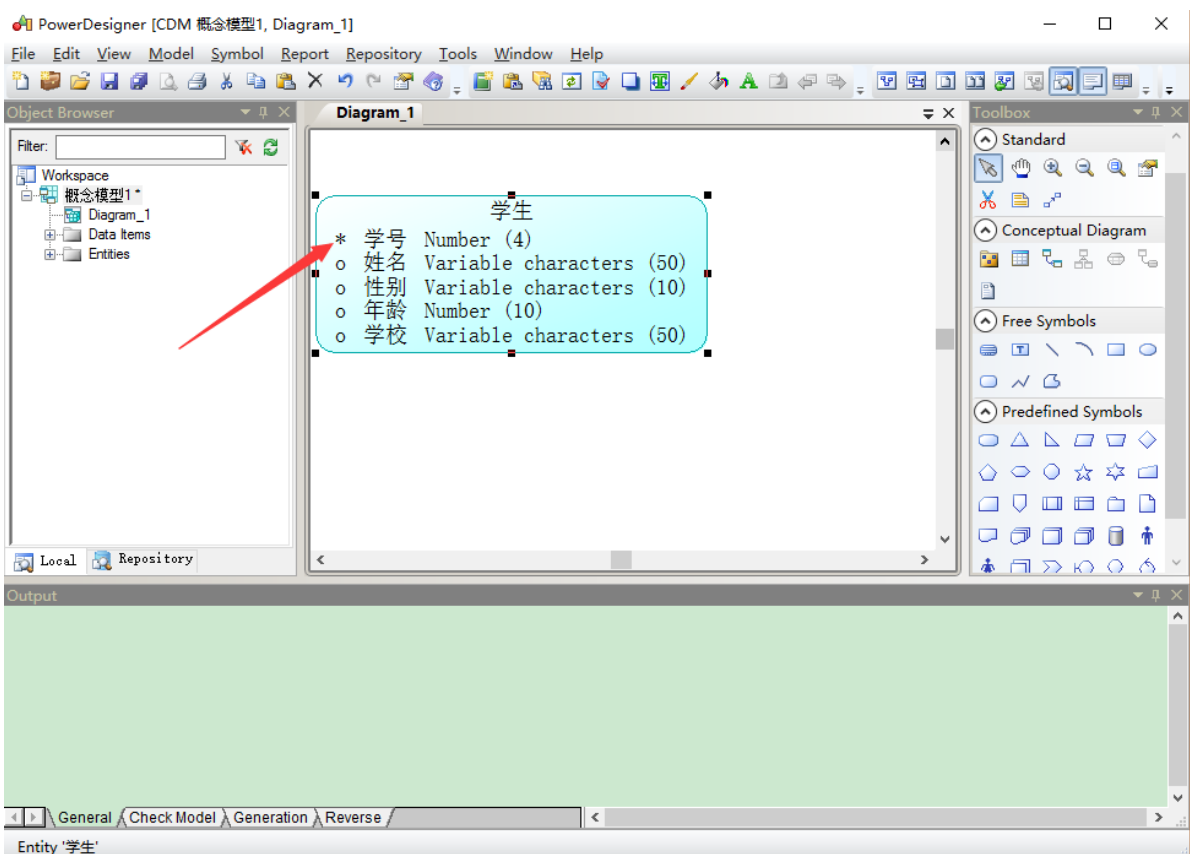 PowerDesigner [CDM 概念模型1, Diagram_1]
File Edit View Model Symbol Report Repository Tools Window Help
Object Browser
Filter:
Workspace
概念模型1 *
Diagram_1
Data Items
Entities
Local Repository
Diagram_1
学生
* 学号 Number (4)
o 姓名 Variable characters (50)
o 性别 Variable characters (10)
o 年龄 Number (10)
o 学校 Variable characters (50)
Toolbox
Standard
Conceptual Diagram
Free Symbols
Predefined Symbols
Output
General Check Model Generation Reverse
Entity '学生'